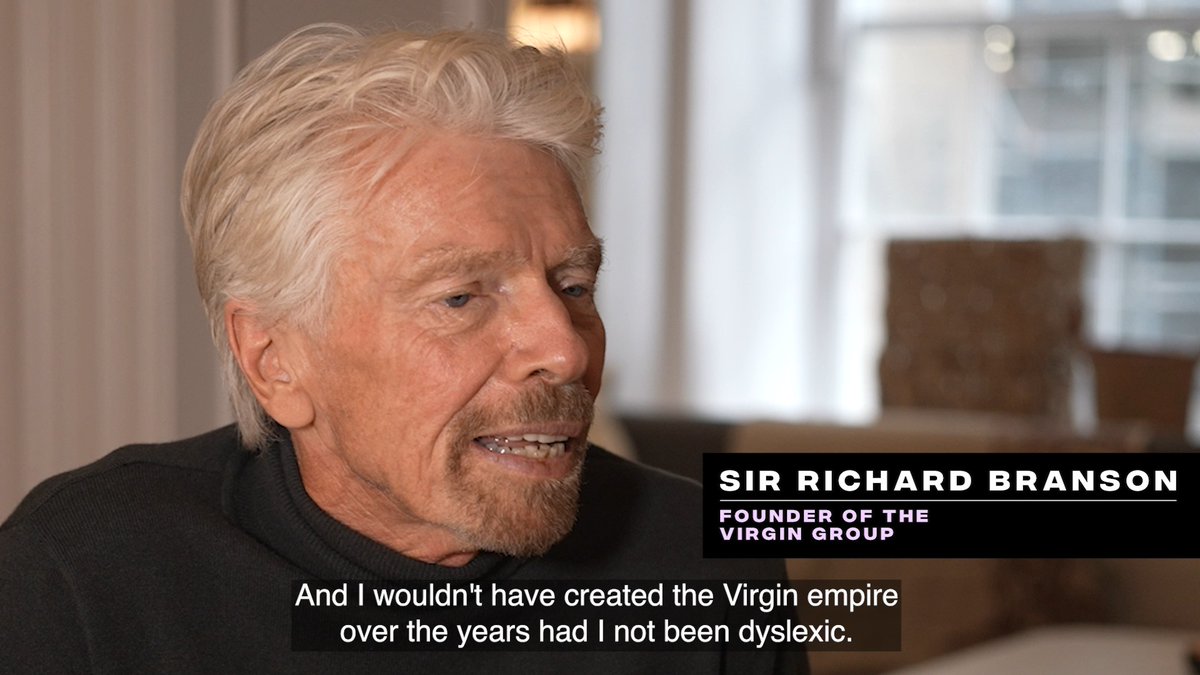 SIR RICHARD BRANSON
FOUNDER OF THE
VIRGIN GROUP
And I wouldn't have created the Virgin empire
over the years had I not been dyslexic.